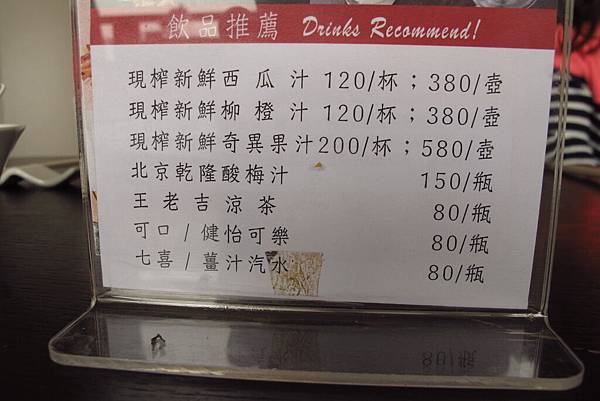 飲品推薦 Drinks Recommend!
現榨新鮮西瓜汁 120/杯；380/壺
現榨新鮮柳橙汁 120/杯；380/壺
現榨新鮮奇異果汁200/杯；580/壺
北京乾隆酸梅汁 150/瓶
王老吉涼茶 80/瓶
可口/健怡可樂 80/瓶
七喜/薑汁汽水 80/瓶